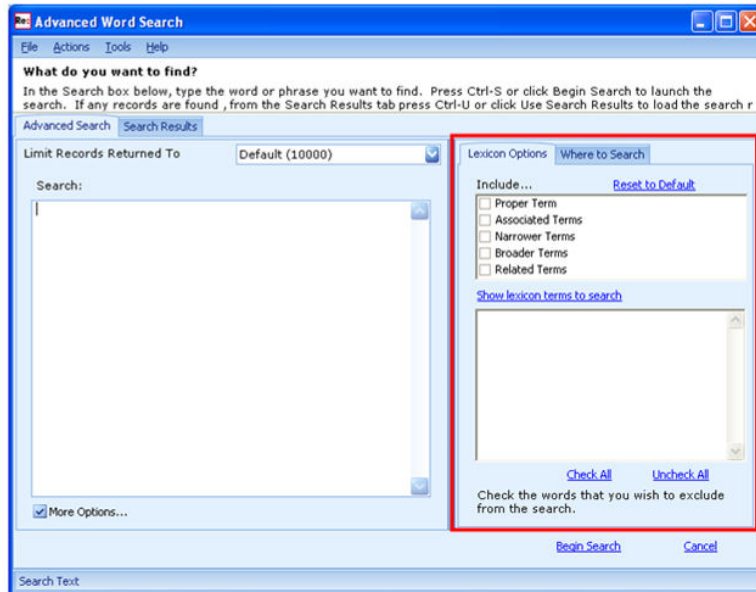 Re: Advanced Word Search
File Actions Tools Help
What do you want to find?
In the Search box below, type the word or phrase you want to find. Press Ctrl-S or click Begin Search to launch the
search. If any records are found , from the Search Results tab press Ctrl-U or click Use Search Results to load the search r
Advanced Search Search Results
Limit Records Returned To Default (10000)
Search:
More Options...
Lexicon Options Where to Search
Include... Reset to Default
Proper Term
Associated Terms
Narrower Terms
Broader Terms
Related Terms
Show lexicon terms to search
Check All Uncheck All
Check the words that you wish to exclude
from the search.
Begin Search Cancel
Search Text